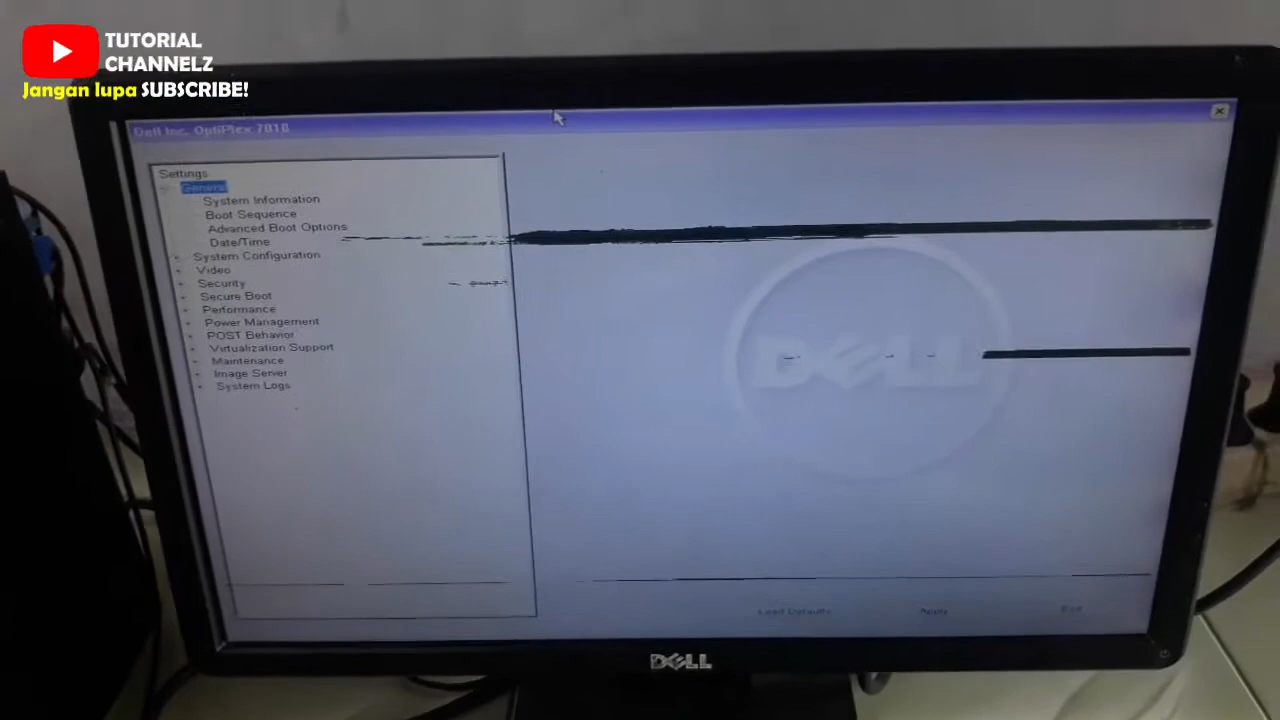 TUTORIAL
CHANNELZ
Jangan lupa SUBSCRIBE!
Dell Inc. OptiPlex 7010
Settings
General
System Information
Boot Sequence
Advanced Boot Options
Date/Time
System Configuration
Video
Security
Secure Boot
Performance
Power Management
POST Behavior
Virtualization Support
Maintenance
Image Server
System Logs
DELL
Load Defaults
Apply
Exit
DELL